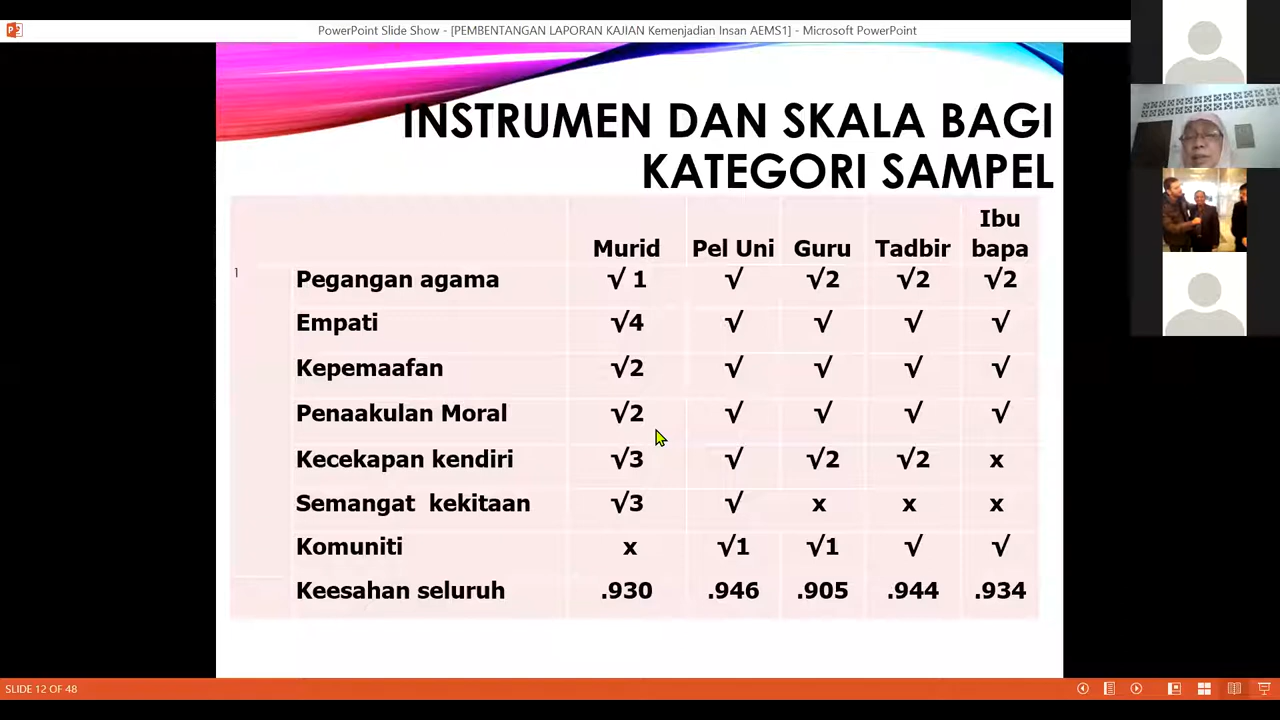 PowerPoint Slide Show - [PEMBENTANGAN LAPORAN KAJIAN Kemenjadian Insan AEMS1] - Microsoft PowerPoint
INSTRUMEN DAN SKALA BAGI
KATEGORI SAMPEL
Murid Pel Uni Guru Tadbir Ibu bapa
1
Pegangan agama √ 1 √ √2 √2 √2
Empati √4 √ √ √ √
Kepemaafan √2 √ √ √ √
Penaakulan Moral √2 √ √ √ √
Kecekapan kendiri √3 √ √2 √2 x
Semangat kekitaan √3 √ x x x
Komuniti x √1 √1 √ √
Keesahan seluruh .930 .946 .905 .944 .934
SLIDE 12 OF 48